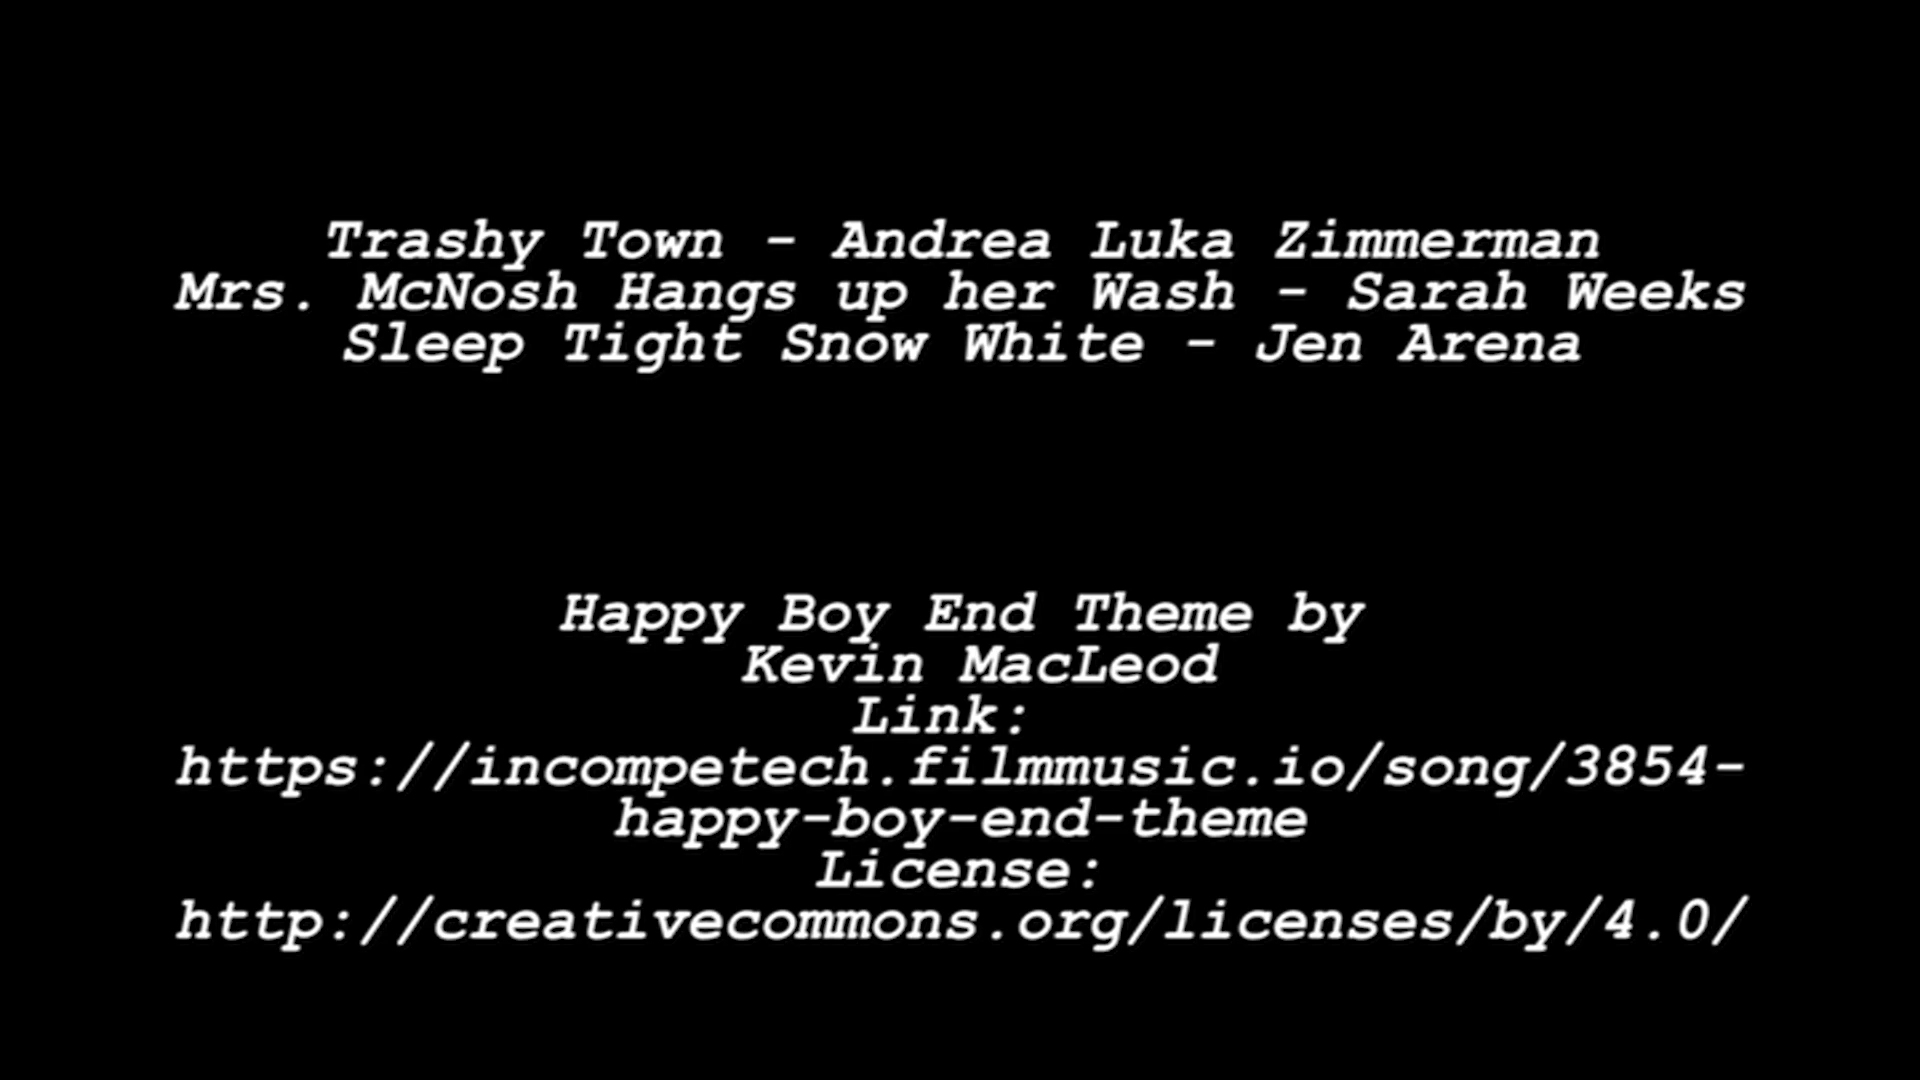 Trashy Town - Andrea Luka Zimmerman
Mrs. McNosh Hangs up her Wash - Sarah Weeks
Sleep Tight Snow White - Jen Arena
Happy Boy End Theme by
Kevin MacLeod
Link:
https://incompetech.filmmusic.io/song/3854-
happy-boy-end-theme
License:
http://creativecommons.org/licenses/by/4.0/